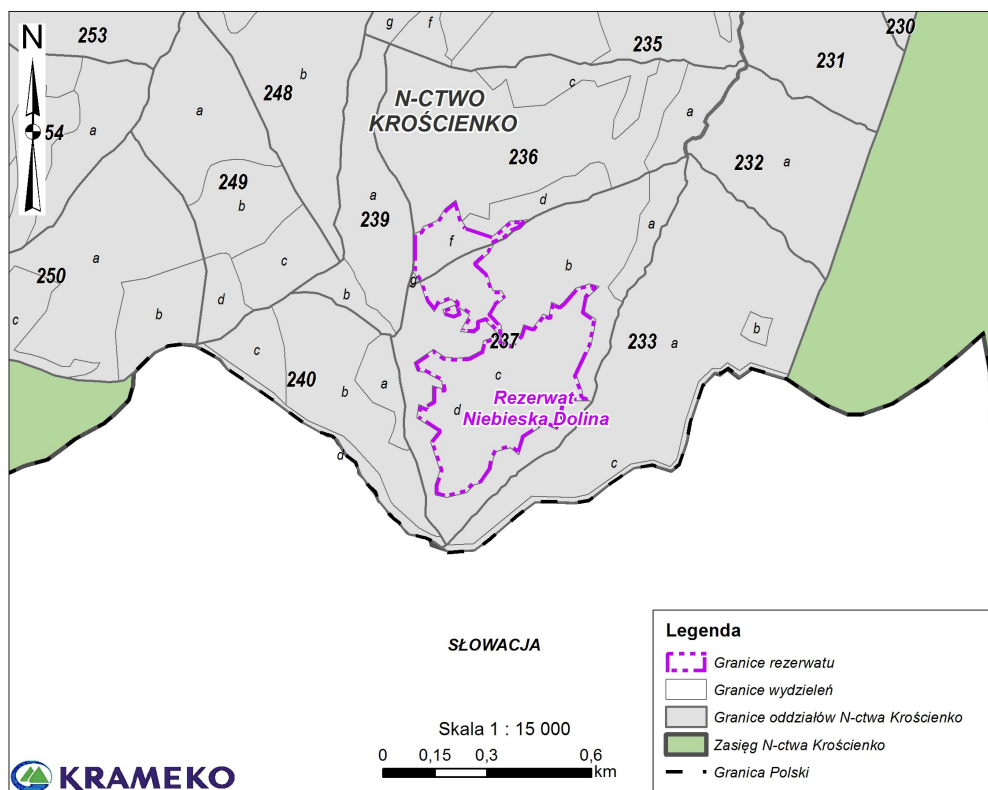 253
g
f
235
230
231
N
b
248
c
N-CTWO
KROŚCIENKO
a
a
54
a
236
232
a
249
b
a
239
d
a
f
250
a
c
b
g
d
b
c
b
237
233
a
b
c
240
b
a
c
d
Rezerwat
Niebieska Dolina
d
c
SŁOWACJA
Legenda
Granice rezerwatu
Granice wydzieleń
Granice oddziałów N-ctwa Krościenko
Zasięg N-ctwa Krościenko
Granica Polski
Skala 1 : 15 000
0 0,15 0,3 0,6
km
KRAMEKO